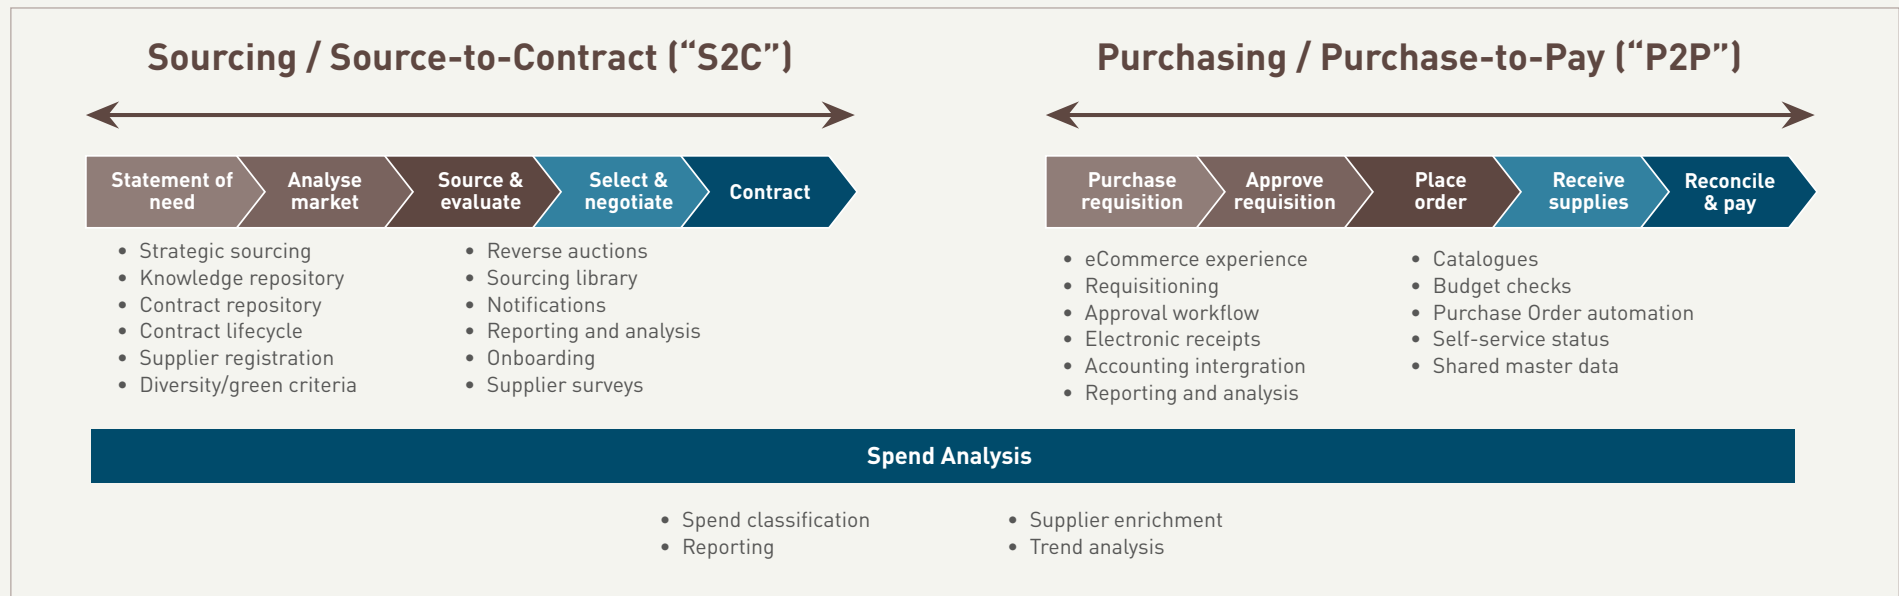 Sourcing / Source-to-Contract (“S2C”)
Statement of
need
Analyse
market
Source &
evaluate
Select &
negotiate
Contract
• Strategic sourcing
• Knowledge repository
• Contract repository
• Contract lifecycle
• Supplier registration
• Diversity/green criteria
• Reverse auctions
• Sourcing library
• Notifications
• Reporting and analysis
• Onboarding
• Supplier surveys
Purchasing / Purchase-to-Pay (“P2P”)
Purchase
requisition
Approve
requisition
Place
order
Receive
supplies
Reconcile
& pay
• eCommerce experience
• Requisitioning
• Approval workflow
• Electronic receipts
• Accounting intergration
• Reporting and analysis
• Catalogues
• Budget checks
• Purchase Order automation
• Self-service status
• Shared master data
Spend Analysis
• Spend classification
• Reporting
• Supplier enrichment
• Trend analysis